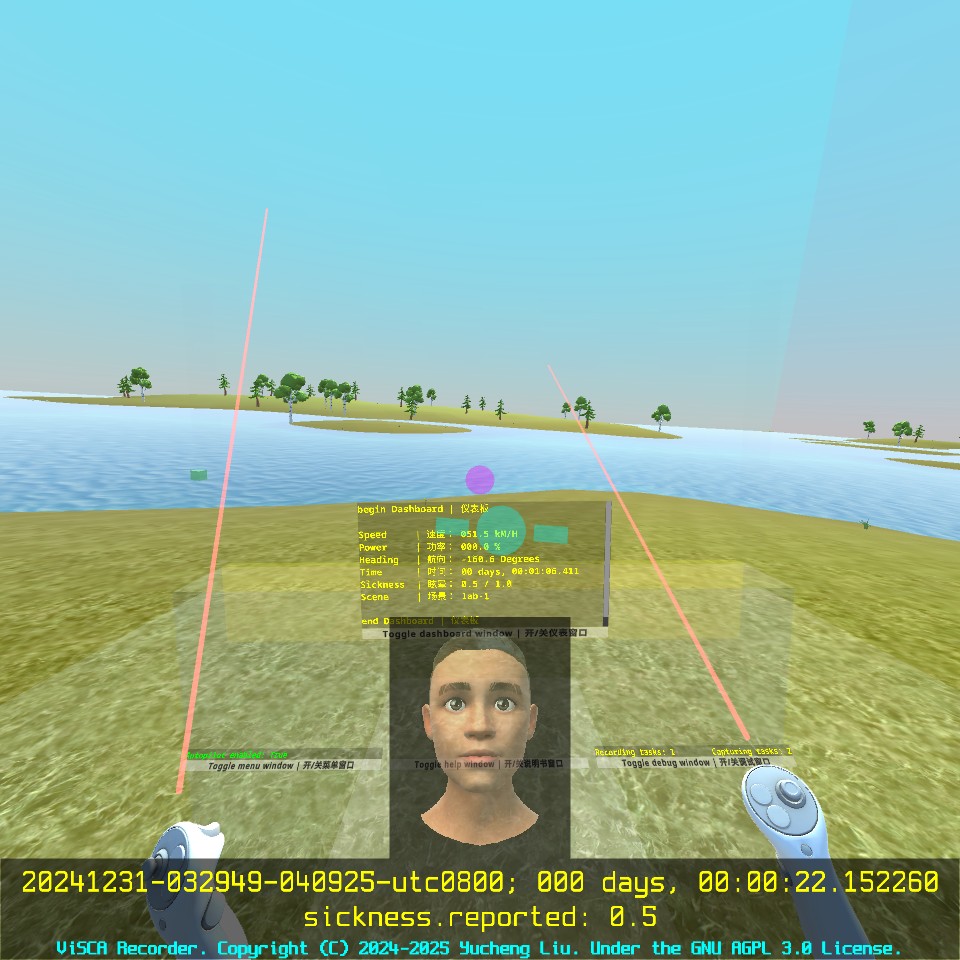 begin Dashboard | 仪表板
Speed | 速度： 051.5 kM/H
Power | 功率： 000.0 %
Heading | 航向： -160.6 Degrees
Time | 时间： 00 days, 00:01:06.411
Sickness | 眩晕： 0.5 / 1.0
Scene | 场景： lab-1
end Dashboard | 仪表板
Toggle dashboard window | 开/关仪表窗口
Recording tasks: 1 Capturing tasks: 2
Toggle menu window | 开/关菜单窗口
Toggle help window | 开/关说明书窗口
Toggle debug window | 开/关调试窗口
20241231-032949-040925-utc0800; 000 days, 00:00:22.152260
sickness.reported: 0.5
ViSCA Recorder. Copyright (C) 2024-2025 Yucheng Liu. Under the GNU AGPL 3.0 License.